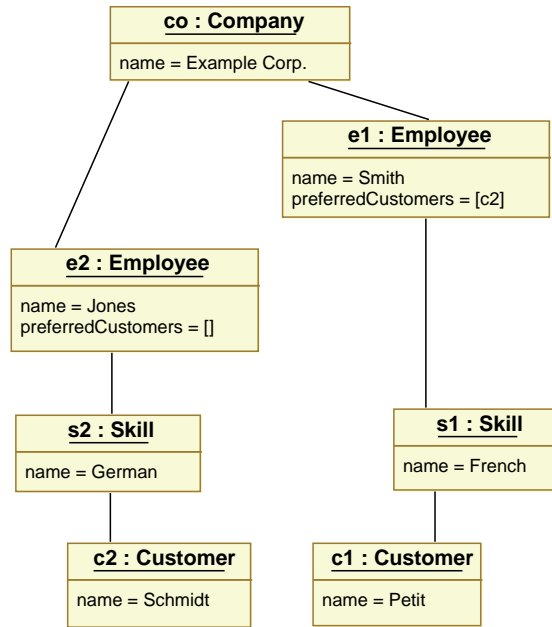 co : Company
name = Example Corp.
e1 : Employee
name = Smith
preferredCustomers = [c2]
e2 : Employee
name = Jones
preferredCustomers = []
s2 : Skill
name = German
s1 : Skill
name = French
c2 : Customer
name = Schmidt
c1 : Customer
name = Petit